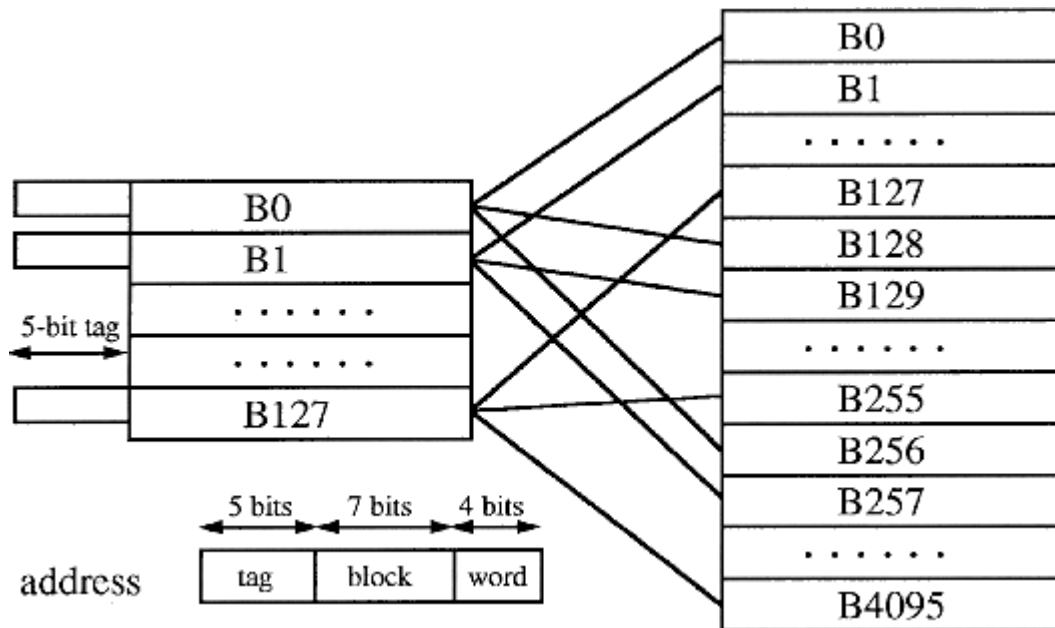 B0
B1
. . . . . .
. . . . . .
B127
5-bit tag
B0
B1
. . . . . .
B127
B128
B129
. . . . . .
B255
B256
B257
. . . . . .
B4095
5 bits
7 bits
4 bits
address
tag
block
word